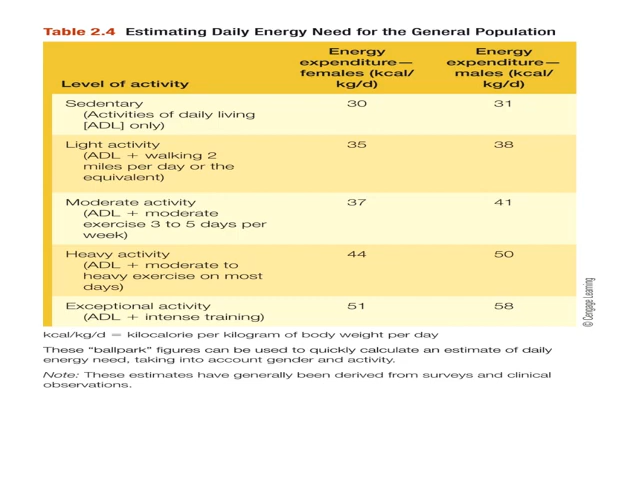 Table 2.4 Estimating Daily Energy Need for the General Population
Level of activity
Energy expenditure—females (kcal/kg/d)
Energy expenditure—males (kcal/kg/d)
Sedentary 30 31
(Activities of daily living
[ADL] only)
Light activity 35 38
(ADL + walking 2
miles per day or the
equivalent)
Moderate activity 37 41
(ADL + moderate
exercise 3 to 5 days per
week)
Heavy activity 44 50
(ADL + moderate to
heavy exercise on most
days)
Exceptional activity 51 58
(ADL + intense training)
© Cengage Learning
kcal/kg/d = kilocalorie per kilogram of body weight per day
These "ballpark" figures can be used to quickly calculate an estimate of daily
energy need, taking into account gender and activity.
Note: These estimates have generally been derived from surveys and clinical
observations.